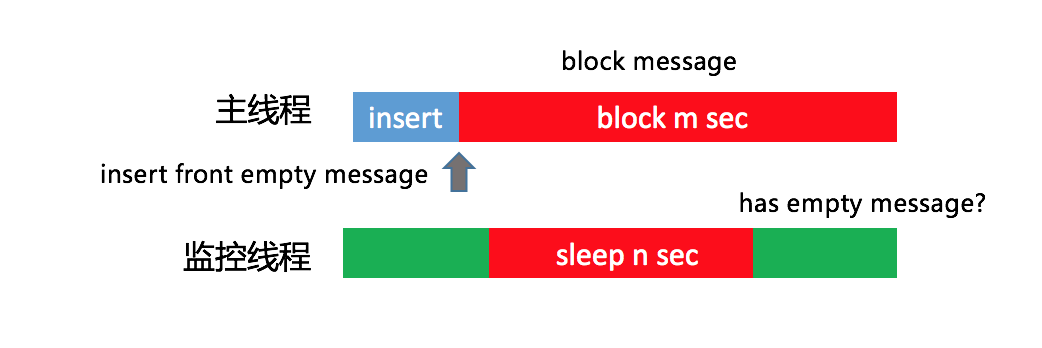 block message
主线程
insert
block m sec
insert front empty message
has empty message?
监控线程
sleep n sec